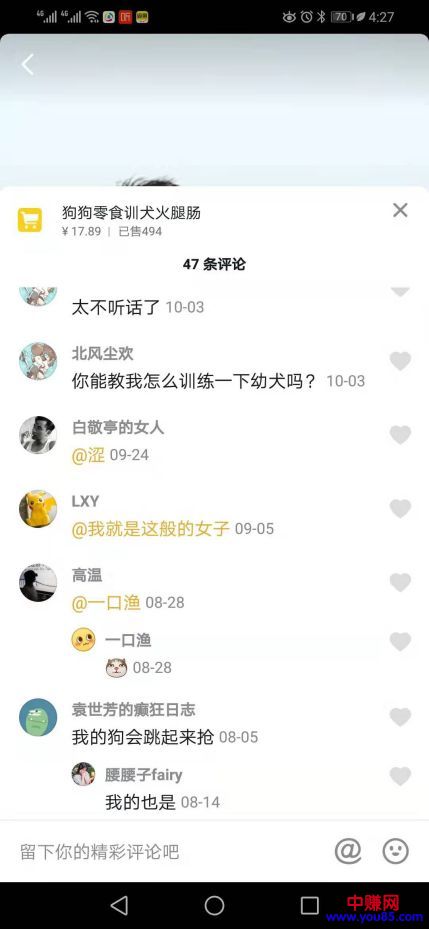 4G 4G 听 70 4:27
狗狗零食训犬火腿肠
¥17.89 | 已售494
47 条评论
太不听话了 10-03
北风尘欢
你能教我怎么训练一下幼犬吗? 10-03
白敬亭的女人
@涩 09-24
LXY
@我就是这般的女子 09-05
高温
@一口渔 08-28
一口渔
08-28
袁世芳的癫狂日志
我的狗会跳起来抢 08-05
腰腰子fairy
我的也是 08-14
留下你的精彩评论吧
中赚网
www.you85.com